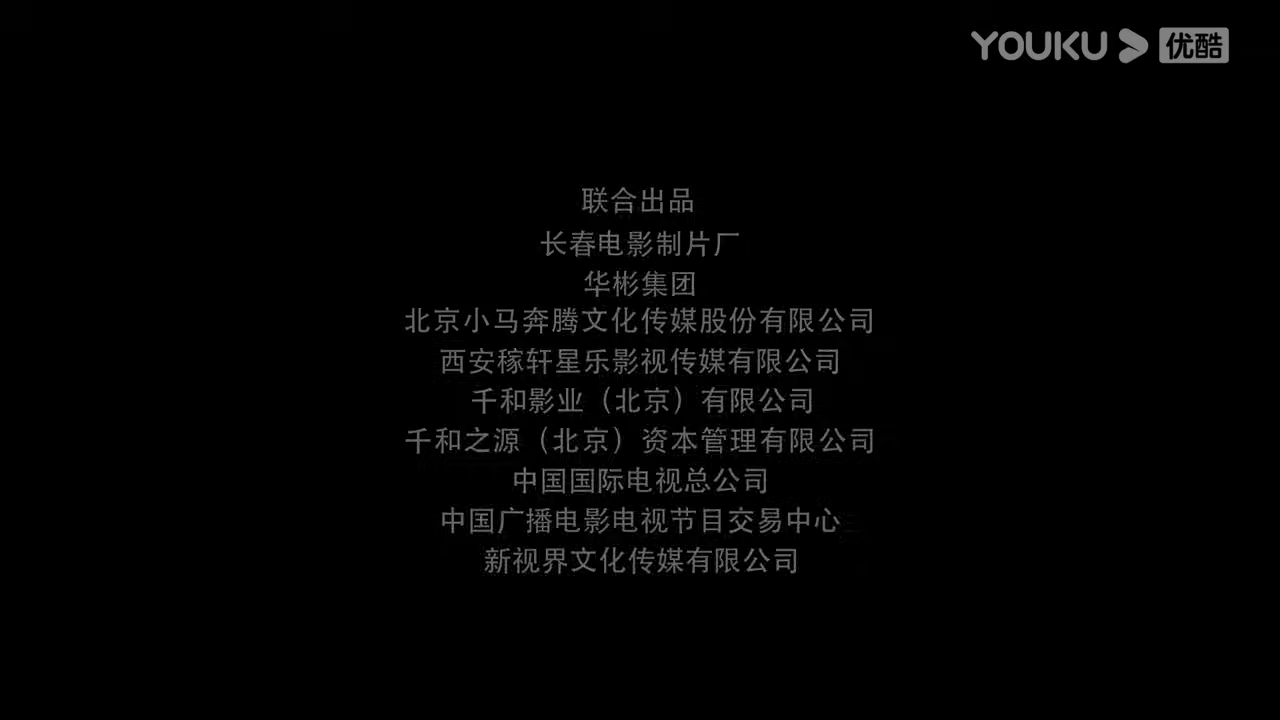 YOUKU 优酷
联合出品
长春电影制片厂
华彬集团
北京小马奔腾文化传媒股份有限公司
西安稼轩星乐影视传媒有限公司
千和影业（北京）有限公司
千和之源（北京）资本管理有限公司
中国国际电视总公司
中国广播电影电视节目交易中心
新视界文化传媒有限公司